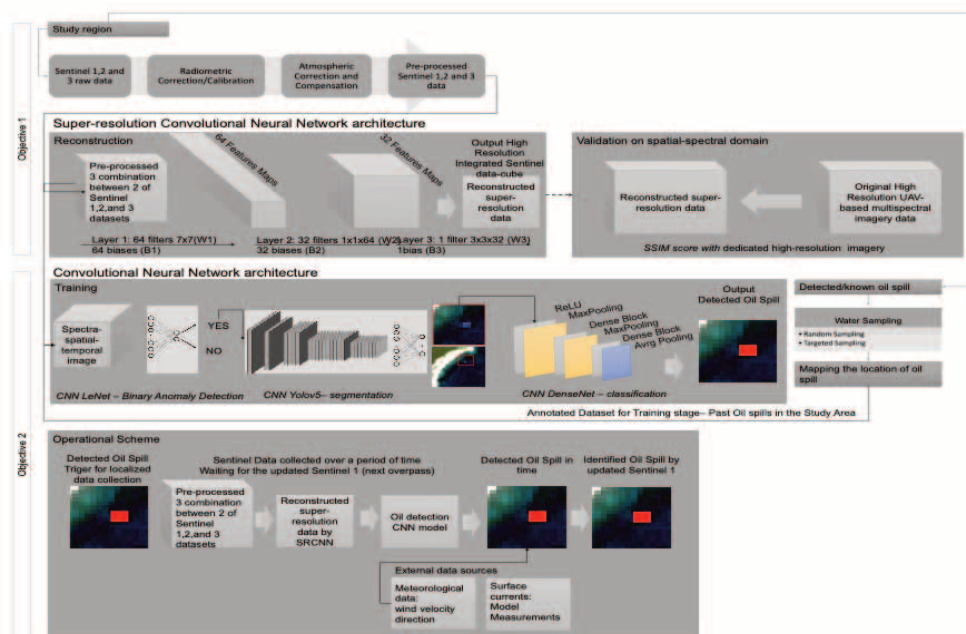 Study region
Objective 1
Sentinel 1,2 and
3 raw data
Radiometric
Correction/Calibration
Atmospheric
Correction and
Compensation
Pre-processed
Sentinel 1,2 and 3
data
Super-resolution Convolutional Neural Network architecture
Reconstruction
Pre-processed
3 combination
between 2 of
Sentinel
1,2,and 3
datasets
64 Features Maps
32 Features Maps
Output High
Resolution
Integrated Sentinel
data-cube
Reconstructed
super-
resolution
data
Layer 1: 64 filters 7x7(W1)
64 biases (B1)
Layer 2: 32 filters 1x1x64 (W2)
32 biases (B2)
Layer 3: 1 filter 3x3x32 (W3)
1bias (B3)
Validation on spatial-spectral domain
Reconstructed super-
resolution data
Original High
Resolution UAV-
based multispectral
imagery data
SSIM score with dedicated high-resolution imagery
Objective 2
Convolutional Neural Network architecture
Training
Spectra-
spatial-
temporal
image
YES
NO
CNN LeNet – Binary Anomaly Detection
CNN Yolov5– segmentation
ReLU
MaxPooling
Dense Block
MaxPooling
Dense Block
Avrg Pooling
CNN DenseNet – classification
Output
Detected Oil Spill
Detected/known oil spill
Water Sampling
• Random Sampling
• Targeted Sampling
Mapping the location of oil
spill
Annotated Dataset for Training stage– Past Oil spills in the Study Area
Operational Scheme
Detected Oil Spill
Triger for localized
data collection
Sentinel Data collected over a period of time
Waiting for the updated Sentinel 1 (next overpass)
Pre-processed
3 combination
between 2 of
Sentinel
1,2,and 3
datasets
Reconstructed
super-
resolution
data by
SRCNN
Oil detection
CNN model
Detected Oil Spill in
time
Identified Oil Spill by
updated Sentinel 1
External data sources
Meteorological
data:
wind velocity
direction
Surface
currents:
Model
Measurements